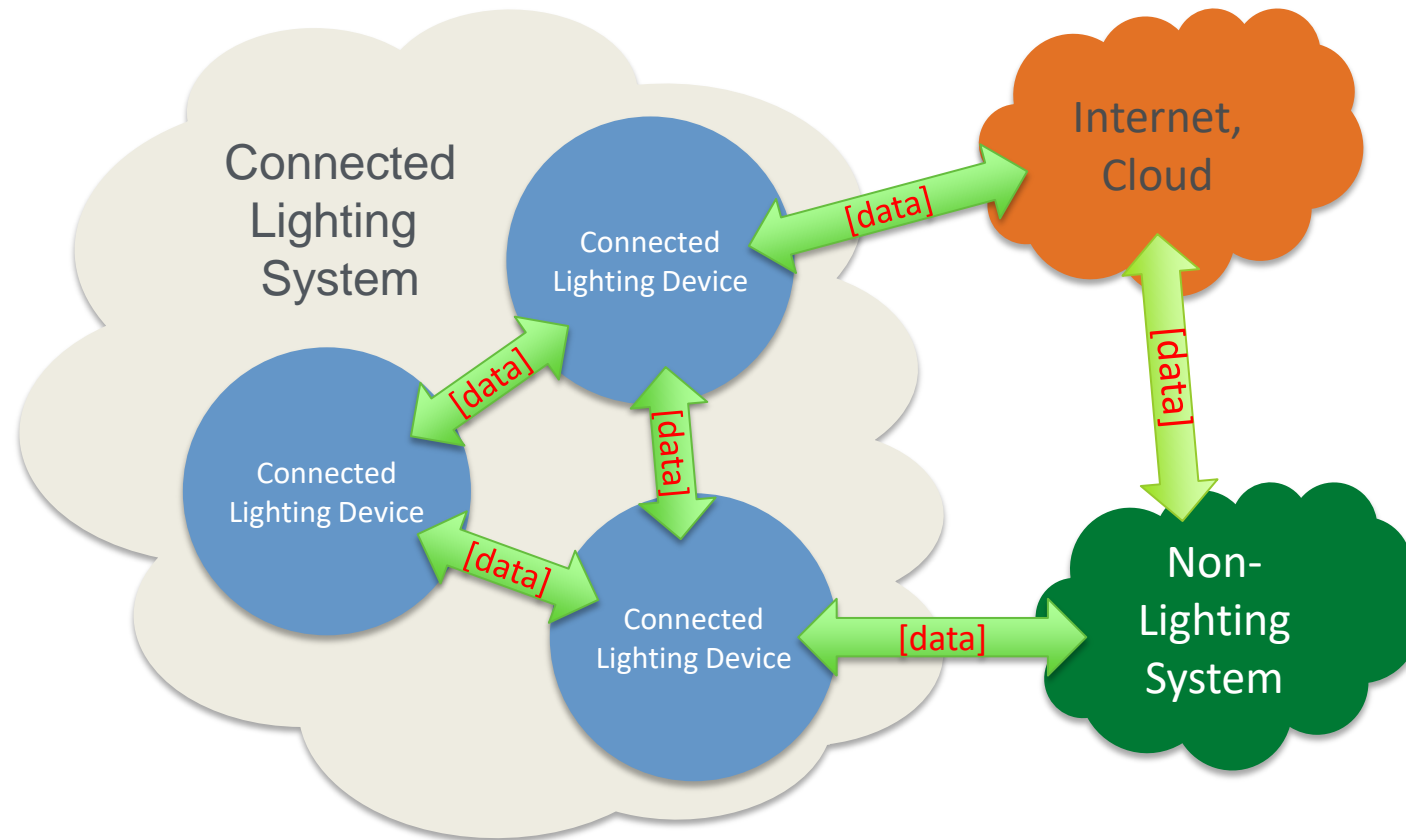 Connected
Lighting
System
Connected
Lighting Device
[data]
Internet,
Cloud
[data]
[data]
[data]
Connected
Lighting Device
[data]
Connected
Lighting Device
[data]
Non-
Lighting
System